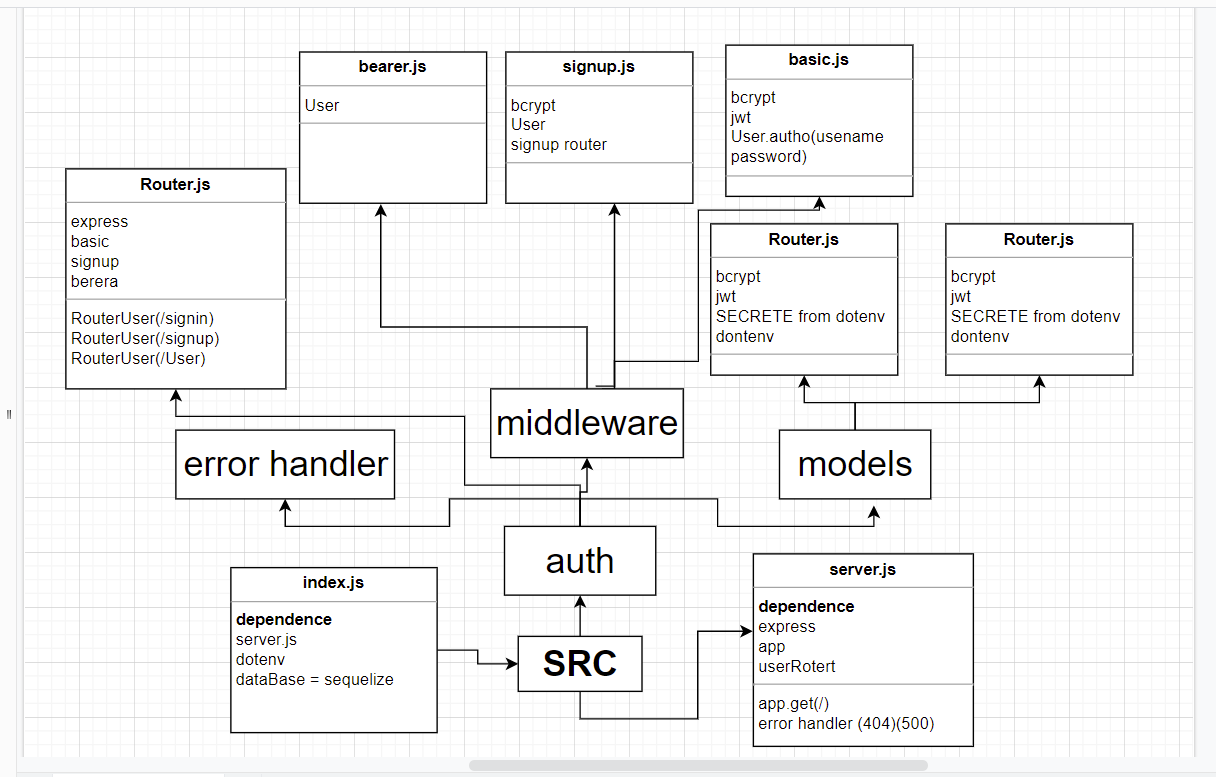 bearer.js
User
signup.js
bcrypt
User
signup router
basic.js
bcrypt
jwt
User.autho(usename
password)
Router.js
express
basic
signup
berera
RouterUser(/signin)
RouterUser(/signup)
RouterUser(/User)
Router.js
bcrypt
jwt
SECRETE from dotenv
dontenv
Router.js
bcrypt
jwt
SECRETE from dotenv
dontenv
middleware
error handler
models
auth
index.js
dependence
server.js
dotenv
dataBase = sequelize
SRC
server.js
dependence
express
app
userRotert
app.get(/)
error handler (404)(500)